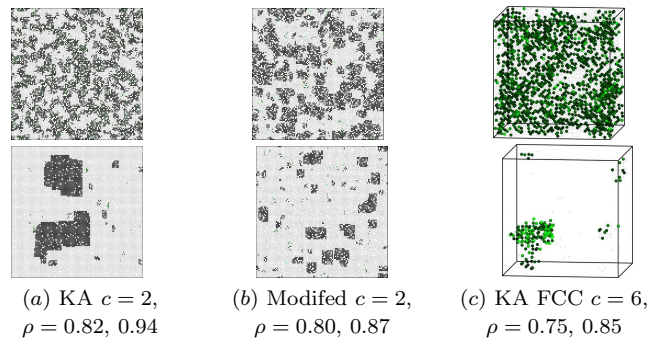 (a) KA c = 2,
ρ = 0.82, 0.94
(b) Modifed c = 2,
ρ = 0.80, 0.87
(c) KA FCC c = 6,
ρ = 0.75, 0.85